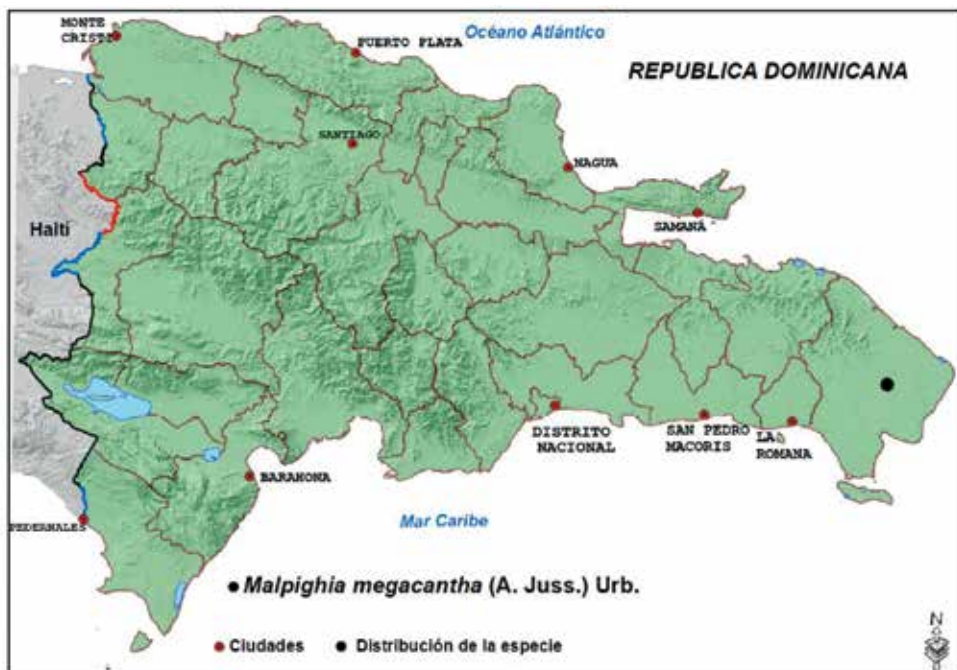 MONTE
CRISTI
Océano Atlántico
PUERTO PLATA
REPUBLICA DOMINICANA
SANTIAGO
NAGUA
SAMANÁ
Haití
DISTRITO
NACIONAL
SAN PEDRO
MACORIS
LA
ROMANA
BARAHONA
PEDERNALES
Mar Caribe
Malpighia megacantha (A. Juss.) Urb.
Ciudades
Distribución de la especie
N